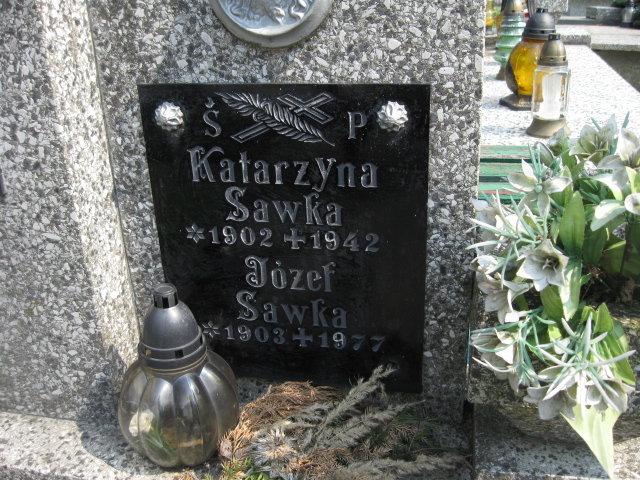 Ś P
Katarzyna
Sawka
*1902 +1942
Józef
Sawka
*1903 +1977